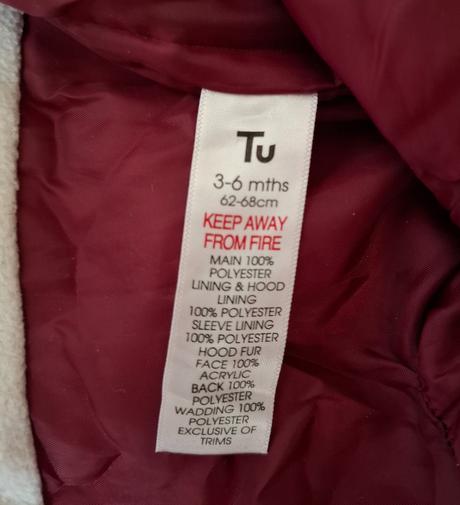 Tu
3-6 mths
62-68cm
KEEP AWAY
FROM FIRE
MAIN 100%
POLYESTER
LINING & HOOD
LINING
100% POLYESTER
SLEEVE LINING
100% POLYESTER
HOOD FUR
FACE 100%
ACRYLIC
BACK 100%
POLYESTER
WADDING 100%
POLYESTER
EXCLUSIVE OF
TRIMS